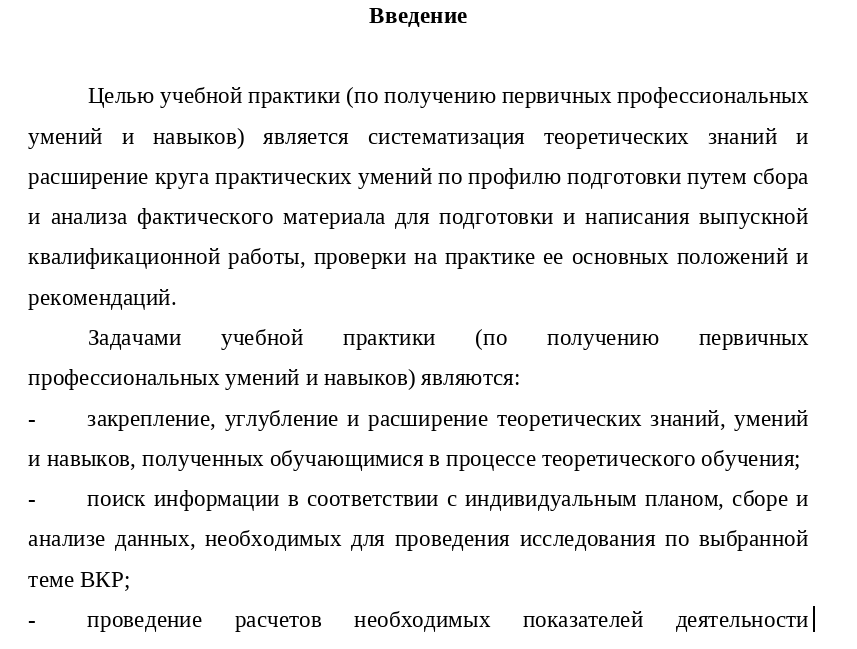 Введение
Целью учебной практики (по получению первичных профессиональных
умений и навыков) является систематизация теоретических знаний и
расширение круга практических умений по профилю подготовки путем сбора
и анализа фактического материала для подготовки и написания выпускной
квалификационной работы, проверки на практике ее основных положений и
рекомендаций.
Задачами учебной практики (по получению первичных
профессиональных умений и навыков) являются:
- закрепление, углубление и расширение теоретических знаний, умений
и навыков, полученных обучающимися в процессе теоретического обучения;
- поиск информации в соответствии с индивидуальным планом, сборе и
анализе данных, необходимых для проведения исследования по выбранной
теме ВКР;
- проведение расчетов необходимых показателей деятельности